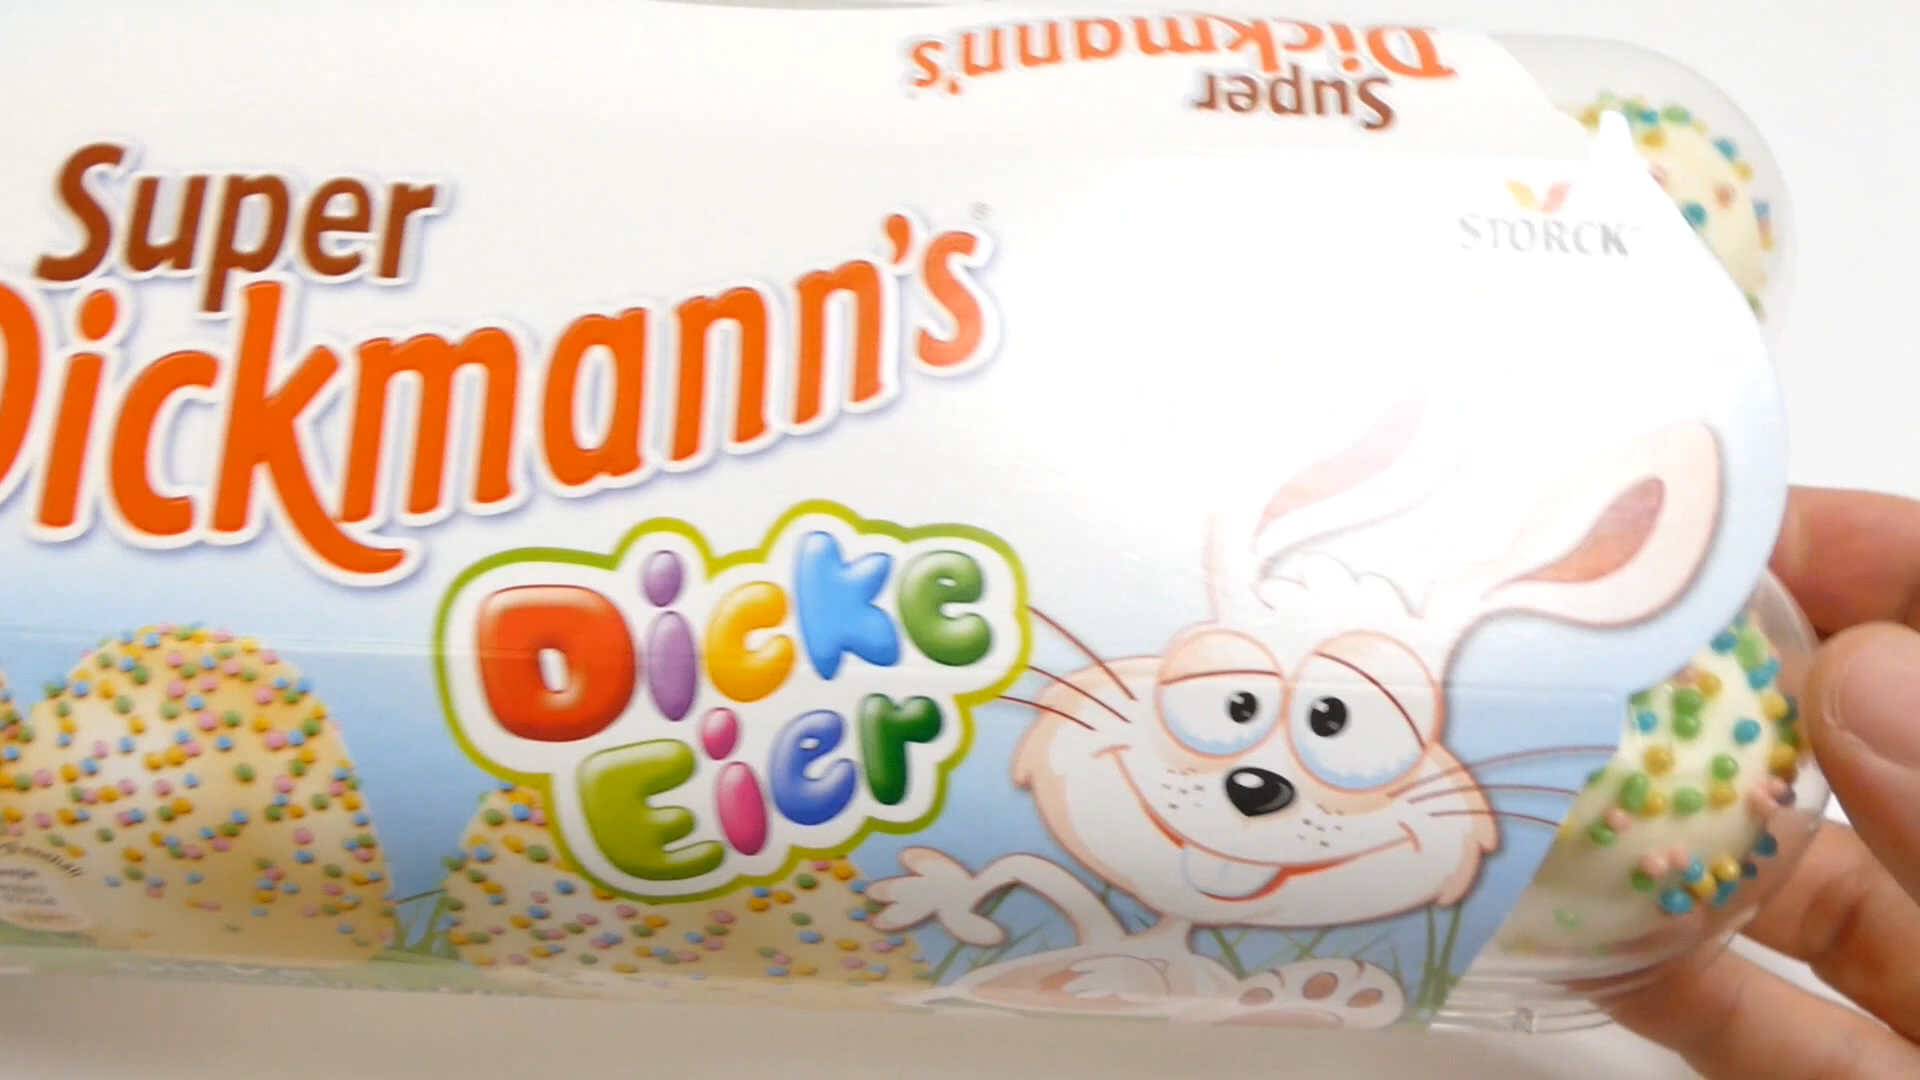 Dickmann's
Super
STORCK
Super
Dickmann's®
Dicke
Eier